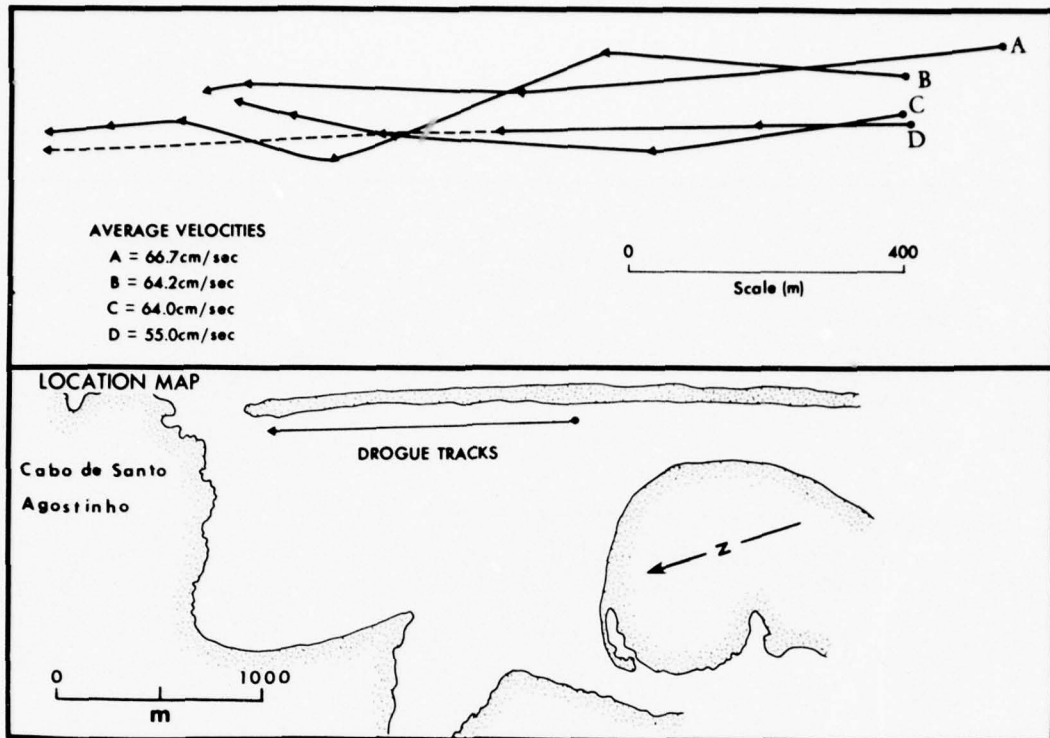 A
B
C
D
AVERAGE VELOCITIES
A = 66.7cm/sec
B = 64.2cm/sec
C = 64.0cm/sec
D = 55.0cm/sec
0 400
Scale (m)
LOCATION MAP
DROGUE TRACKS
Cabo de Santo
Agostinho
N
0 1000
m